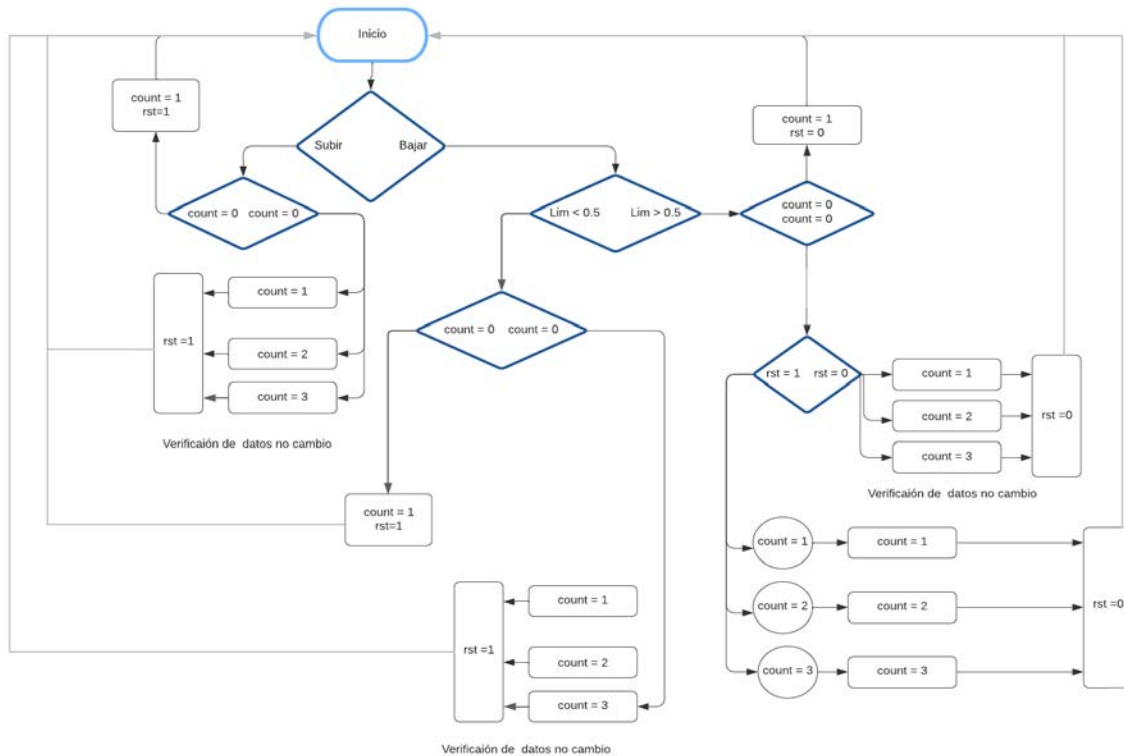 Inicio
count = 1
rst=1
count = 1
rst = 0
Subir
Bajar
count = 0
count = 0
Lim < 0.5
Lim > 0.5
count = 0
count = 0
count = 1
rst =1
count = 2
count = 3
Verificaión de datos no cambio
count = 0
count = 0
rst = 1
rst = 0
count = 1
count = 2
count = 3
rst =0
Verificaión de datos no cambio
count = 1
rst=1
count = 1
count = 1
count = 2
count = 2
count = 3
count = 3
rst =0
rst =1
count = 1
count = 2
count = 3
Verificaión de datos no cambio